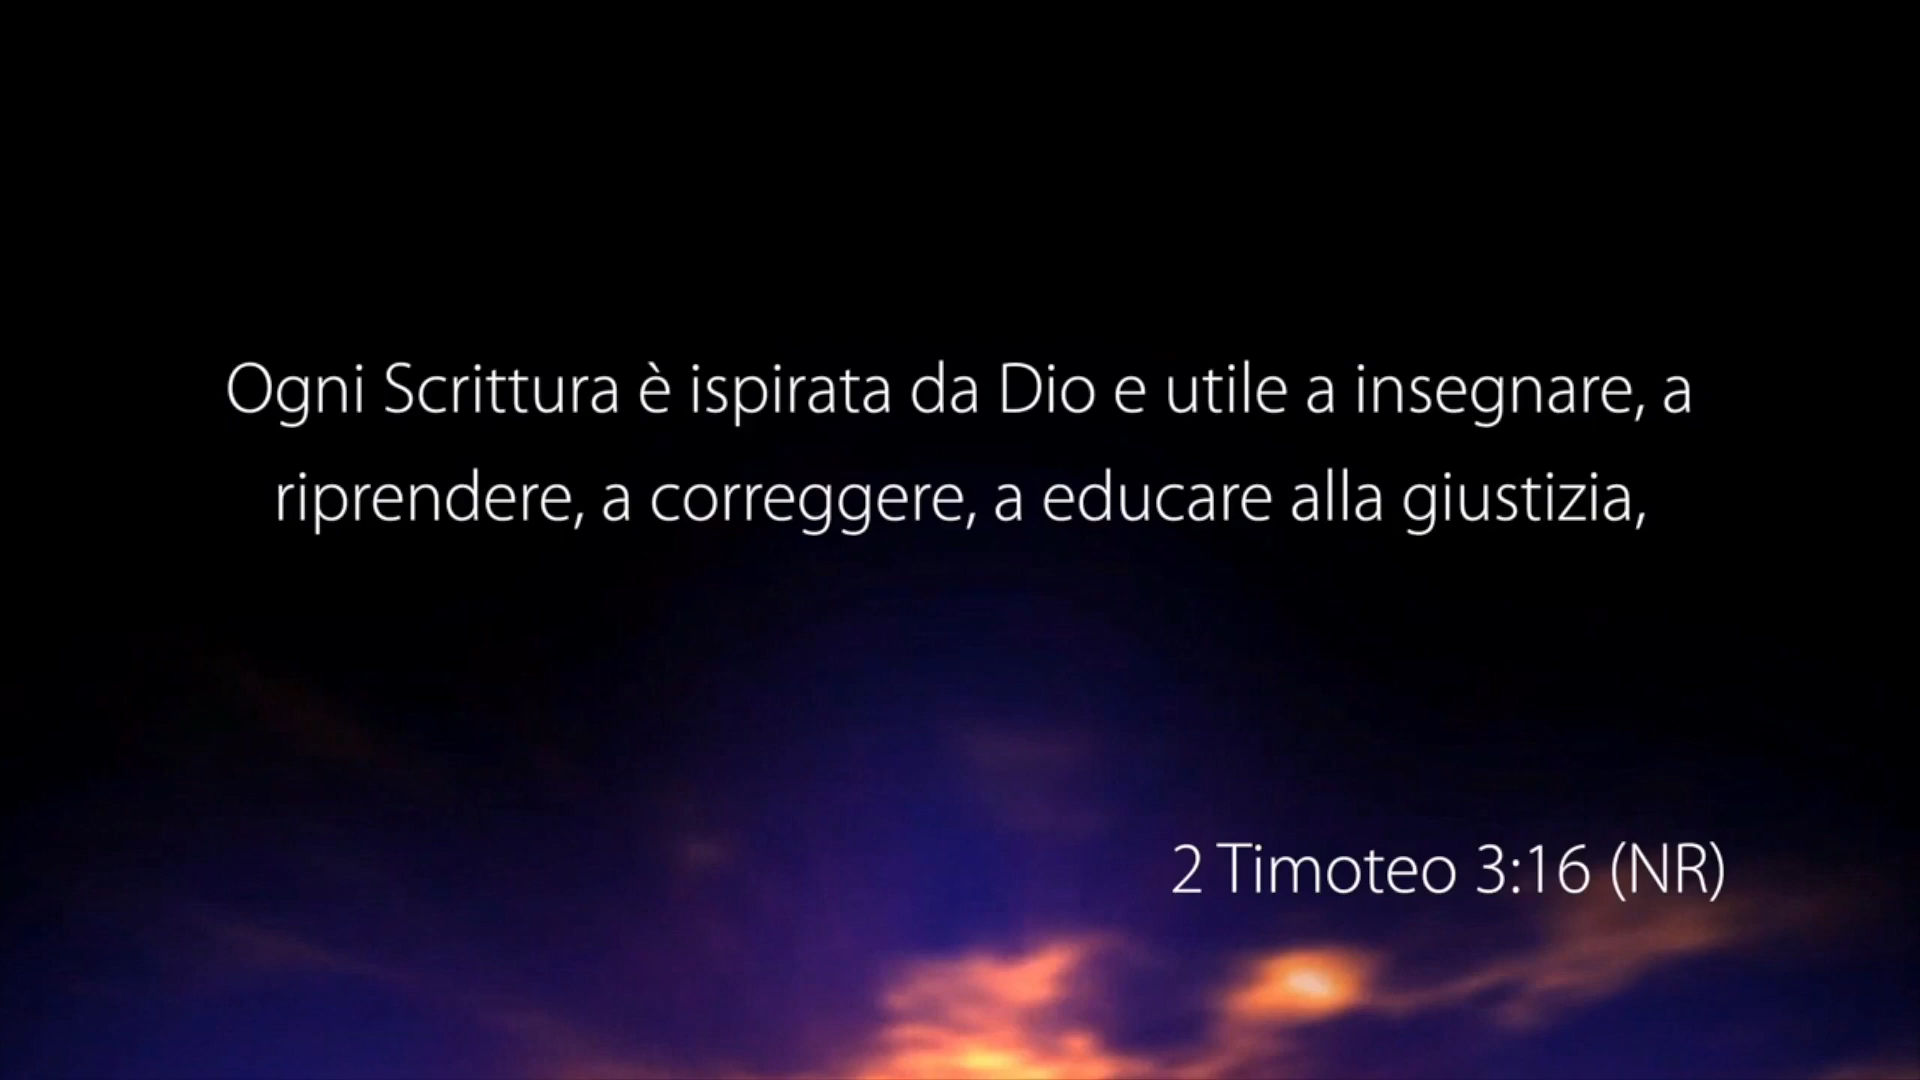 Ogni Scrittura è ispirata da Dio e utile a insegnare, a
riprendere, a correggere, a educare alla giustizia,
2 Timoteo 3:16 (NR)